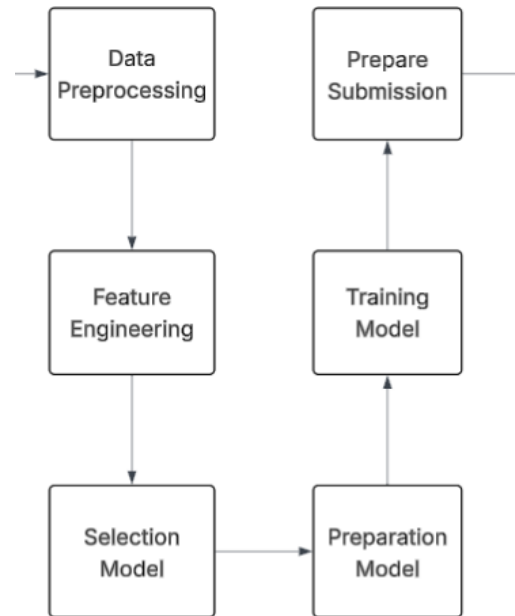 Data
Preprocessing
Feature
Engineering
Selection
Model
Preparation
Model
Training
Model
Prepare
Submission